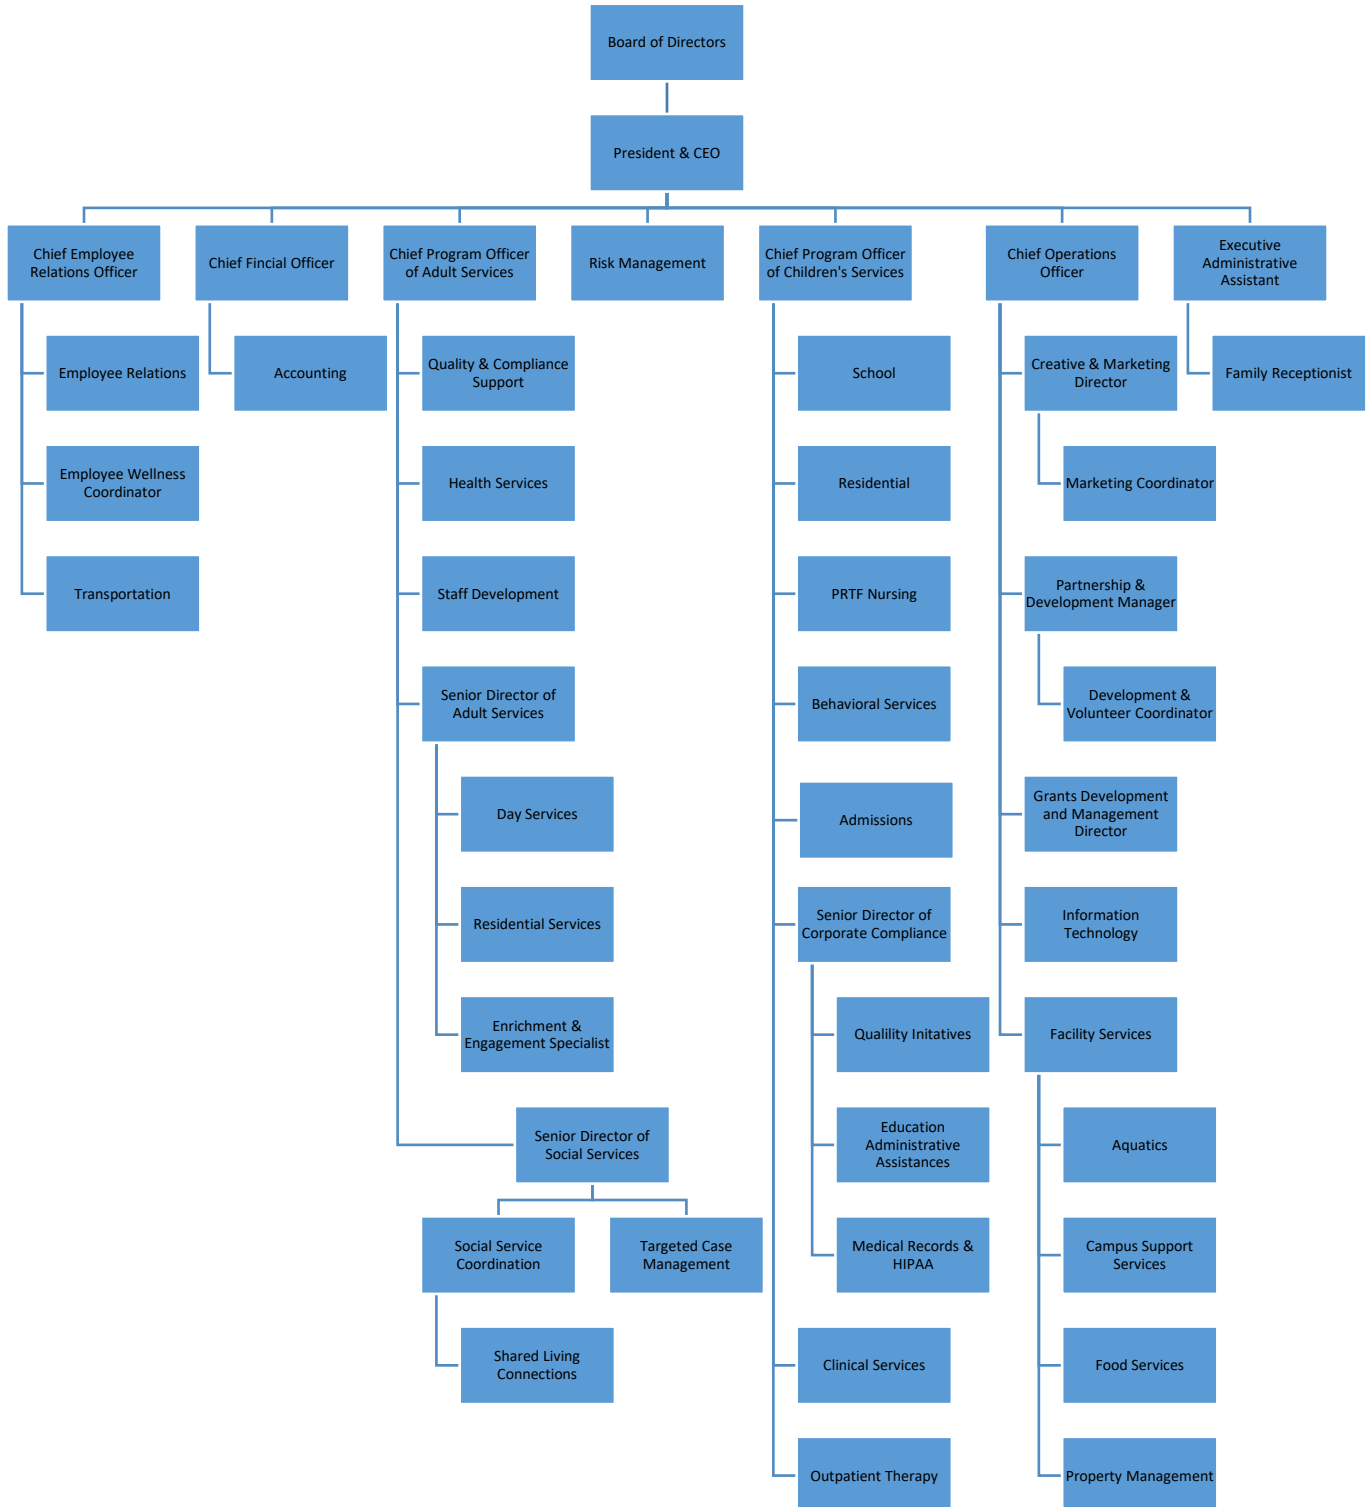 Board of Directors
President & CEO
Chief Employee
Relations Officer
Chief Fincial Officer
Chief Program Officer
of Adult Services
Risk Management
Chief Program Officer
of Children's Services
Chief Operations
Officer
Executive
Administrative
Assistant
Employee Relations
Employee Wellness
Coordinator
Transportation
Accounting
Quality & Compliance
Support
Health Services
Staff Development
Senior Director of
Adult Services
Day Services
Residential Services
Enrichment &
Engagement Specialist
Senior Director of
Social Services
Social Service
Coordination
Shared Living
Connections
Targeted Case
Management
School
Residential
PRTF Nursing
Behavioral Services
Admissions
Senior Director of
Corporate Compliance
Qualility Initatives
Education
Administrative
Assistances
Medical Records &
HIPAA
Clinical Services
Outpatient Therapy
Creative & Marketing
Director
Marketing Coordinator
Partnership &
Development Manager
Development &
Volunteer Coordinator
Grants Development
and Management
Director
Information
Technology
Facility Services
Aquatics
Campus Support
Services
Food Services
Property Management
Family Receptionist